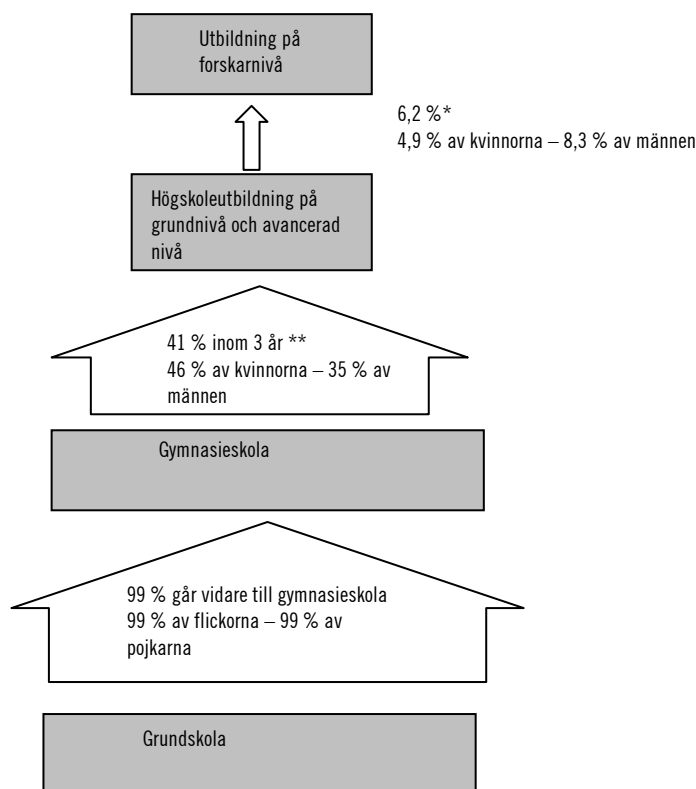 Utbildning på
forskarnivå
6,2 %*
4,9 % av kvinnorna – 8,3 % av männen
Högskoleutbildning på
grundnivå och avancerad
nivå
41 % inom 3 år **
46 % av kvinnorna – 35 % av
männen
Gymnasieskola
99 % går vidare till gymnasieskola
99 % av flickorna – 99 % av
pojkarna
Grundskola